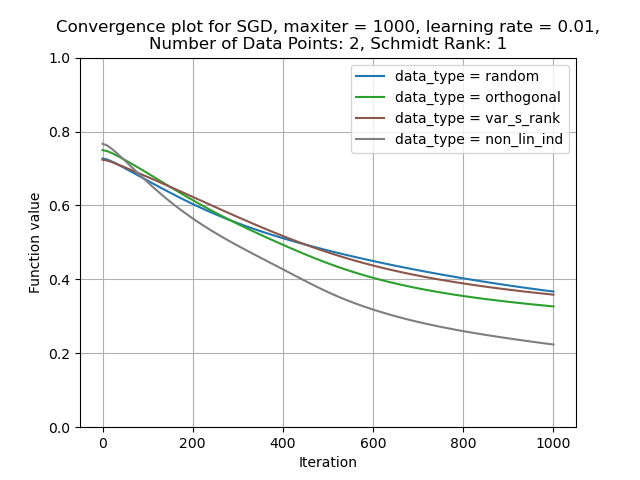 Convergence plot for SGD, maxiter = 1000, learning rate = 0.01,
Number of Data Points: 2, Schmidt Rank: 1
data_type = random
data_type = orthogonal
data_type = var_s_rank
data_type = non_lin_ind
Function value
1.0
0.8
0.6
0.4
0.2
0.0
0 200 400 600 800 1000
Iteration